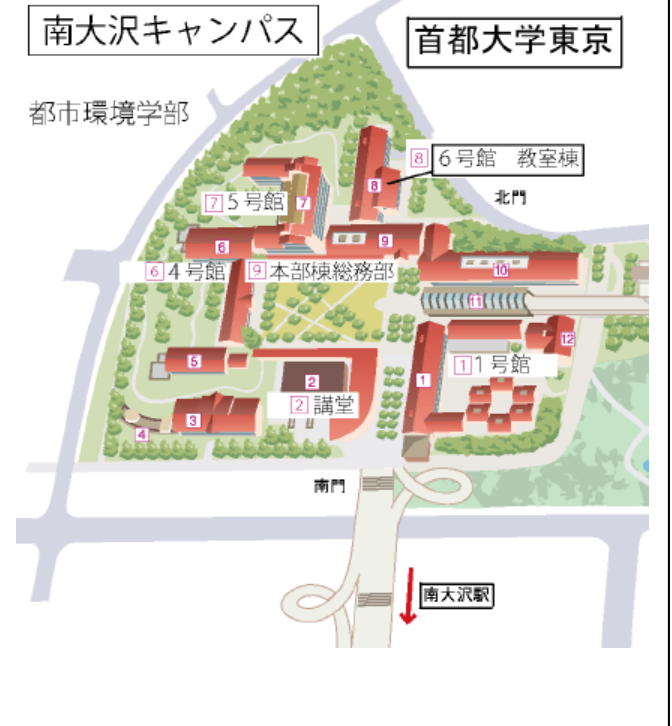 南大沢キャンパス
首都大学東京
都市環境学部
8 6号館 教室棟
8
北門
7 5号館
7
6
9
6 4号館
9 本部棟総務部
10
11
12
5
1 1号館
2
1
2 講堂
3
4
南門
南大沢駅